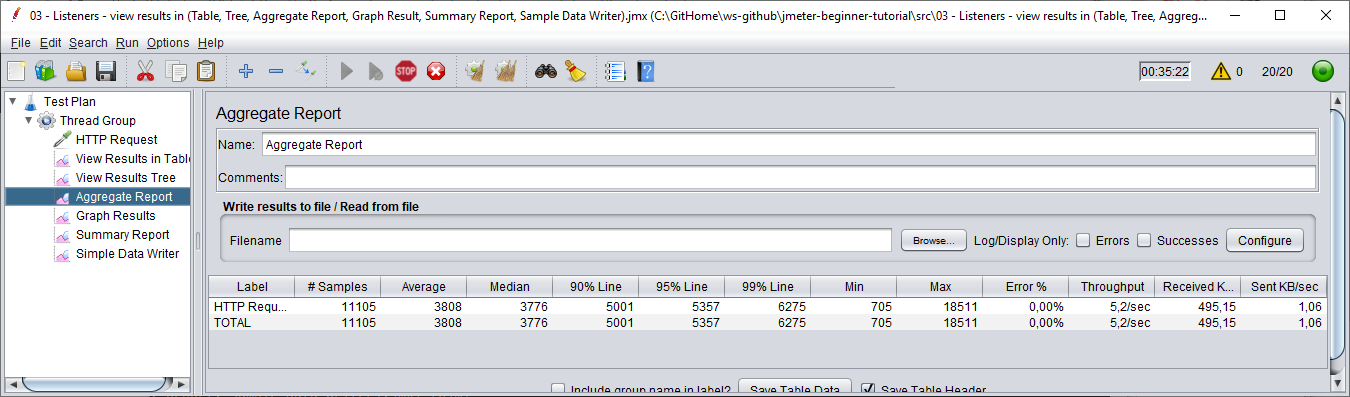 03 - Listeners - view results in (Table, Tree, Aggregate Report, Graph Result, Summary Report, Sample Data Writer).jmx (C:\GitHome\ws-github\jmeter-beginner-tutorial\src\03 - Listeners - view results in (Table, Tree, Aggreg...
File Edit Search Run Options Help
STOP 00:35:22 0 20/20
Test Plan
Thread Group
HTTP Request
View Results in Table
View Results Tree
Aggregate Report
Graph Results
Summary Report
Simple Data Writer
Aggregate Report
Name: Aggregate Report
Comments:
Write results to file / Read from file
Filename Browse... Log/Display Only: Errors Successes Configure
Label # Samples Average Median 90% Line 95% Line 99% Line Min Max Error % Throughput Received K... Sent KB/sec
HTTP Requ... 11105 3808 3776 5001 5357 6275 705 18511 0,00% 5,2/sec 495,15 1,06
TOTAL 11105 3808 3776 5001 5357 6275 705 18511 0,00% 5,2/sec 495,15 1,06
Include group name in label? Save Table Data Save Table Header